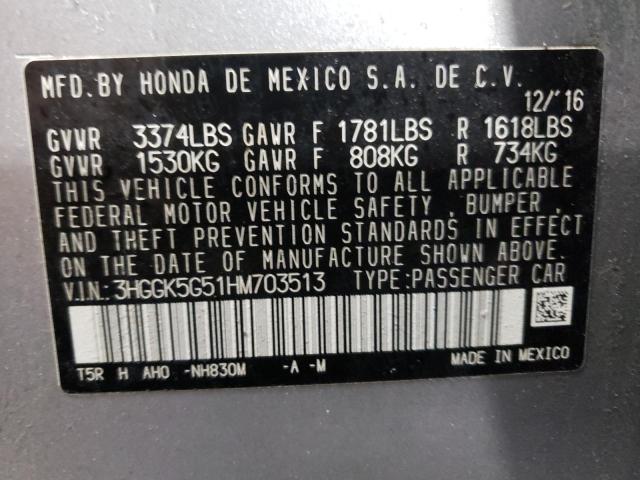 MFD. BY HONDA DE MEXICO S.A. DE C.V.
12/'16
GVWR 3374LBS GAWR F 1781LBS R 1618LBS
GVWR 1530KG GAWR F 808KG R 734KG
THIS VEHICLE CONFORMS TO ALL APPLICABLE
FEDERAL MOTOR VEHICLE SAFETY , BUMPER ,
AND THEFT PREVENTION STANDARDS IN EFFECT
ON THE DATE OF MANUFACTURE SHOWN ABOVE.
V.I.N.: 3HGGK5G51HM703513 TYPE:PASSENGER CAR
T5R H AH0 -NH830M -A -M MADE IN MEXICO